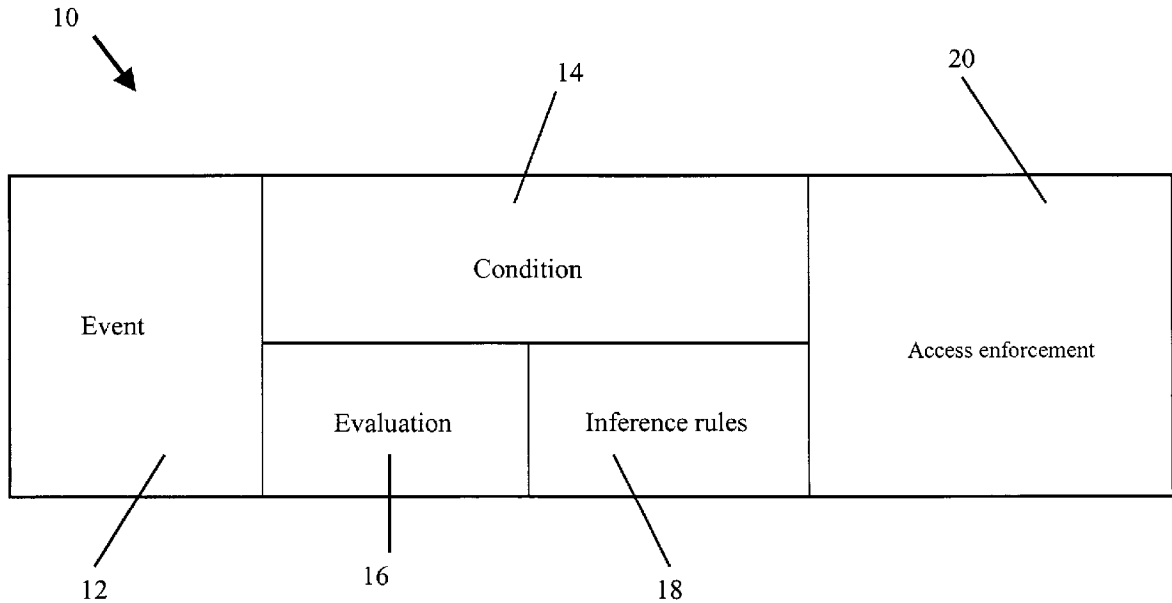 10
14
20
Condition
Event
Access enforcement
Evaluation
Inference rules
12
16
18